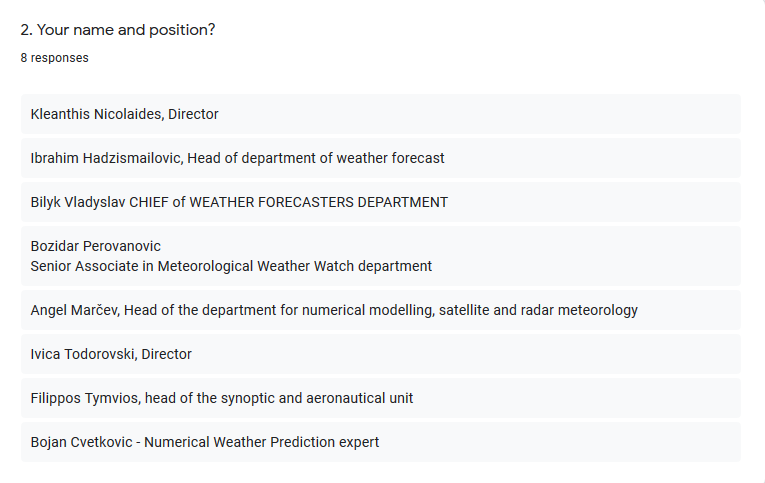 2. Your name and position?
8 responses
Kleanthis Nicolaides, Director
Ibrahim Hadzismailovic, Head of department of weather forecast
Bilyk Vladyslav CHIEF of WEATHER FORECASTERS DEPARTMENT
Bozidar Perovanovic
Senior Associate in Meteorological Weather Watch department
Angel Marčev, Head of the department for numerical modelling, satellite and radar meteorology
Ivica Todorovski, Director
Filippos Tymvios, head of the synoptic and aeronautical unit
Bojan Cvetkovic - Numerical Weather Prediction expert